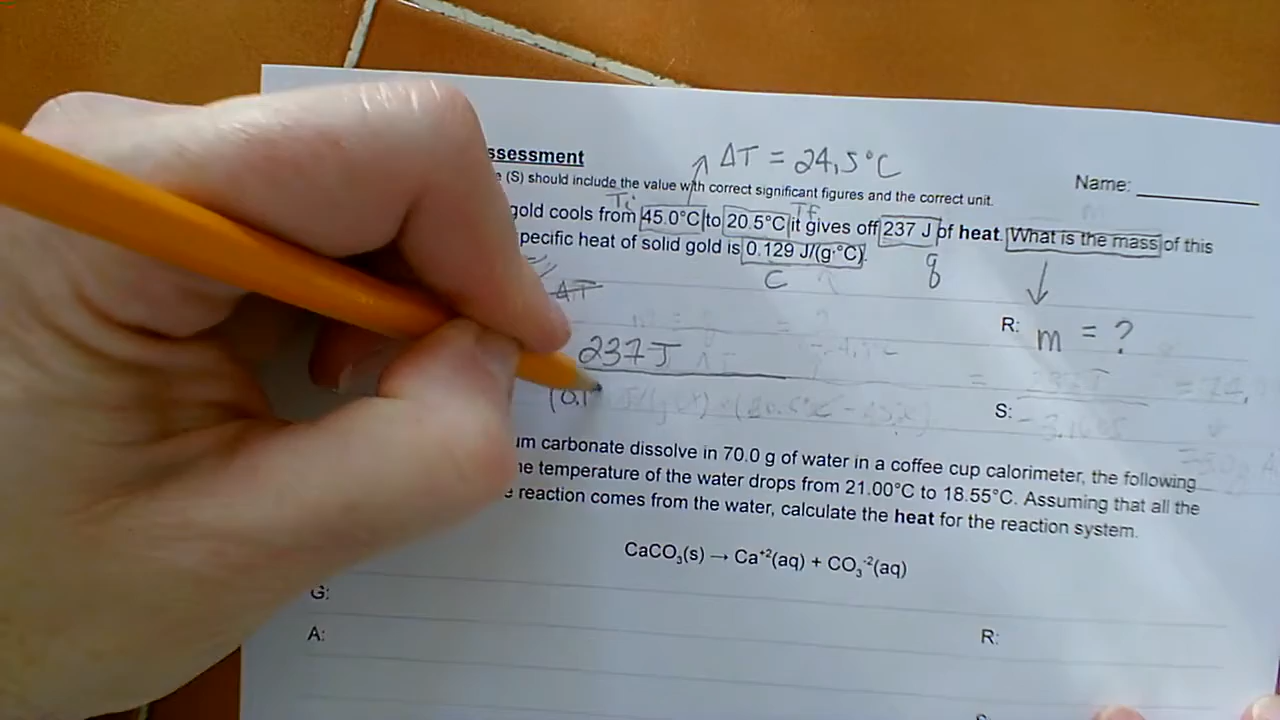 ssessment
ΔT = 24,5°C
Name:
(S) should include the value with correct significant figures and the correct unit.
Ti Tf
gold cools from 45.0°C to 20.5°C it gives off 237 J of heat. What is the mass of this
pecific heat of solid gold is 0.129 J/(g·°C).
C q
ΔT
R: m = ?
237 J
(0.1
S:
um carbonate dissolve in 70.0 g of water in a coffee cup calorimeter, the following
he temperature of the water drops from 21.00°C to 18.55°C. Assuming that all the
reaction comes from the water, calculate the heat for the reaction system.
CaCO₃(s) → Ca⁺²(aq) + CO₃⁻²(aq)
G:
A:
R: